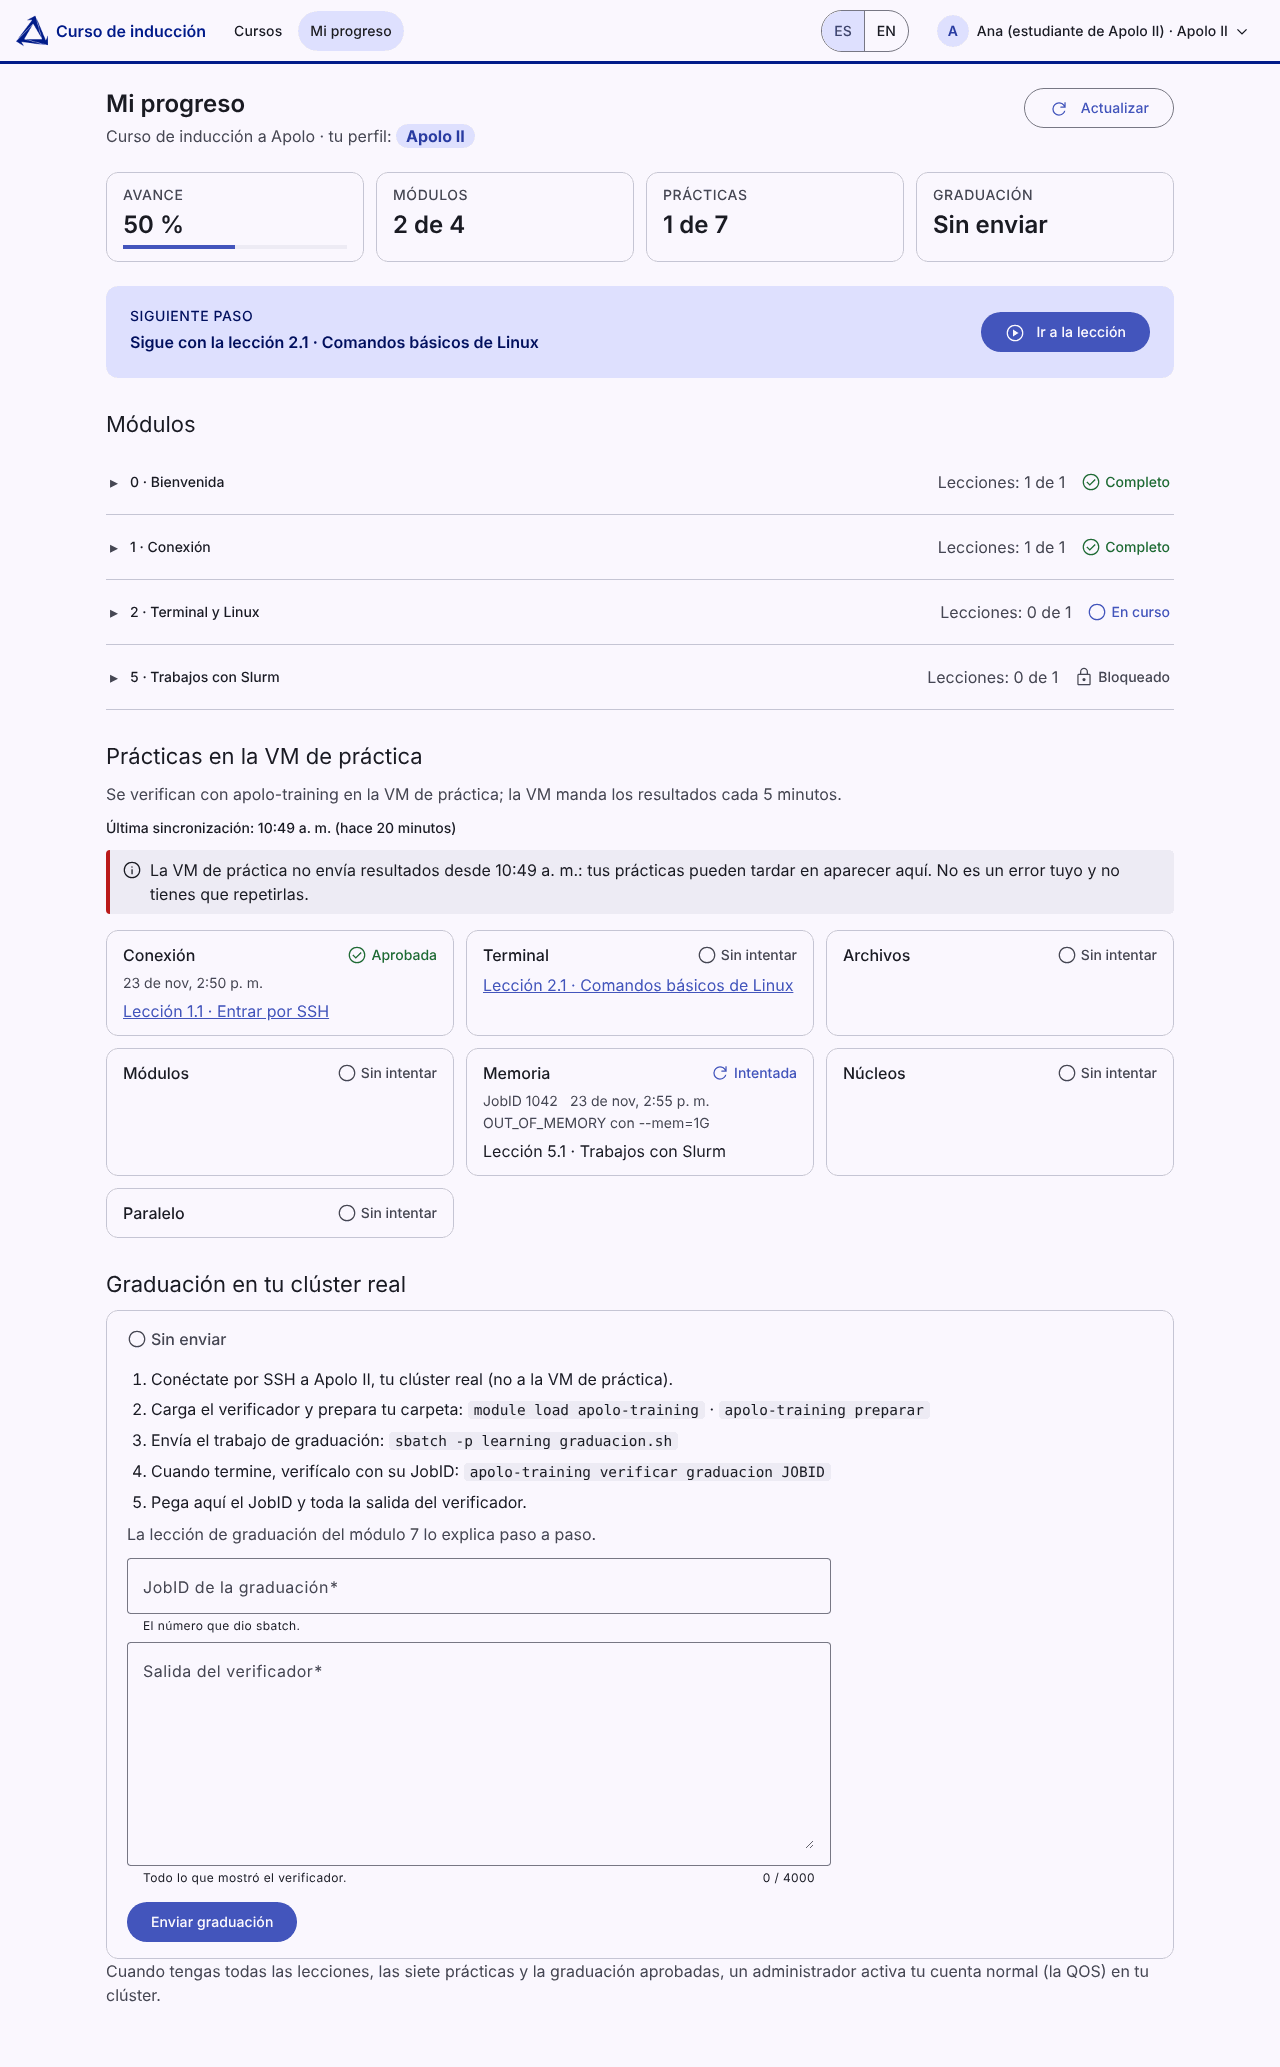 Curso de inducción
Cursos
Mi progreso
ES
EN
A
Ana (estudiante de Apolo II) · Apolo II
Mi progreso
Curso de inducción a Apolo · tu perfil: Apolo II
Actualizar
AVANCE
50 %
MÓDULOS
2 de 4
PRÁCTICAS
1 de 7
GRADUACIÓN
Sin enviar
SIGUIENTE PASO
Sigue con la lección 2.1 · Comandos básicos de Linux
Ir a la lección
Módulos
0 · Bienvenida
Lecciones: 1 de 1
Completo
1 · Conexión
Lecciones: 1 de 1
Completo
2 · Terminal y Linux
Lecciones: 0 de 1
En curso
5 · Trabajos con Slurm
Lecciones: 0 de 1
Bloqueado
Prácticas en la VM de práctica
Se verifican con apolo-training en la VM de práctica; la VM manda los resultados cada 5 minutos.
Última sincronización: 10:49 a. m. (hace 20 minutos)
La VM de práctica no envía resultados desde 10:49 a. m.: tus prácticas pueden tardar en aparecer aquí. No es un error tuyo y no
tienes que repetirlas.
Conexión
Aprobada
23 de nov, 2:50 p. m.
Lección 1.1 · Entrar por SSH
Terminal
Sin intentar
Lección 2.1 · Comandos básicos de Linux
Archivos
Sin intentar
Módulos
Sin intentar
Memoria
Intentada
JobID 1042 23 de nov, 2:55 p. m.
OUT_OF_MEMORY con --mem=1G
Lección 5.1 · Trabajos con Slurm
Núcleos
Sin intentar
Paralelo
Sin intentar
Graduación en tu clúster real
Sin enviar
1. Conéctate por SSH a Apolo II, tu clúster real (no a la VM de práctica).
2. Carga el verificador y prepara tu carpeta: module load apolo-training · apolo-training preparar
3. Envía el trabajo de graduación: sbatch -p learning graduacion.sh
4. Cuando termine, verifícalo con su JobID: apolo-training verificar graduacion JOBID
5. Pega aquí el JobID y toda la salida del verificador.
La lección de graduación del módulo 7 lo explica paso a paso.
JobID de la graduación*
El número que dio sbatch.
Salida del verificador*
Todo lo que mostró el verificador.
0 / 4000
Enviar graduación
Cuando tengas todas las lecciones, las siete prácticas y la graduación aprobadas, un administrador activa tu cuenta normal (la QOS) en tu
clúster.